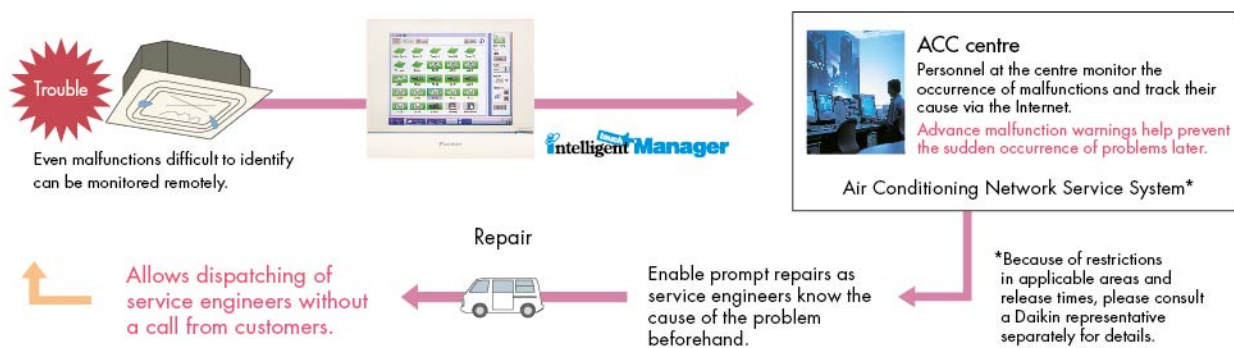 Trouble
Even malfunctions difficult to identify
can be monitored remotely.
DAIKIN
intelligent touch Manager
ACC centre
Personnel at the centre monitor the
occurrence of malfunctions and track their
cause via the Internet.
Advance malfunction warnings help prevent
the sudden occurrence of problems later.
Air Conditioning Network Service System*
*Because of restrictions
in applicable areas and
release times, please consult
a Daikin representative
separately for details.
Enable prompt repairs as
service engineers know the
cause of the problem
beforehand.
Repair
Allows dispatching of
service engineers without
a call from customers.